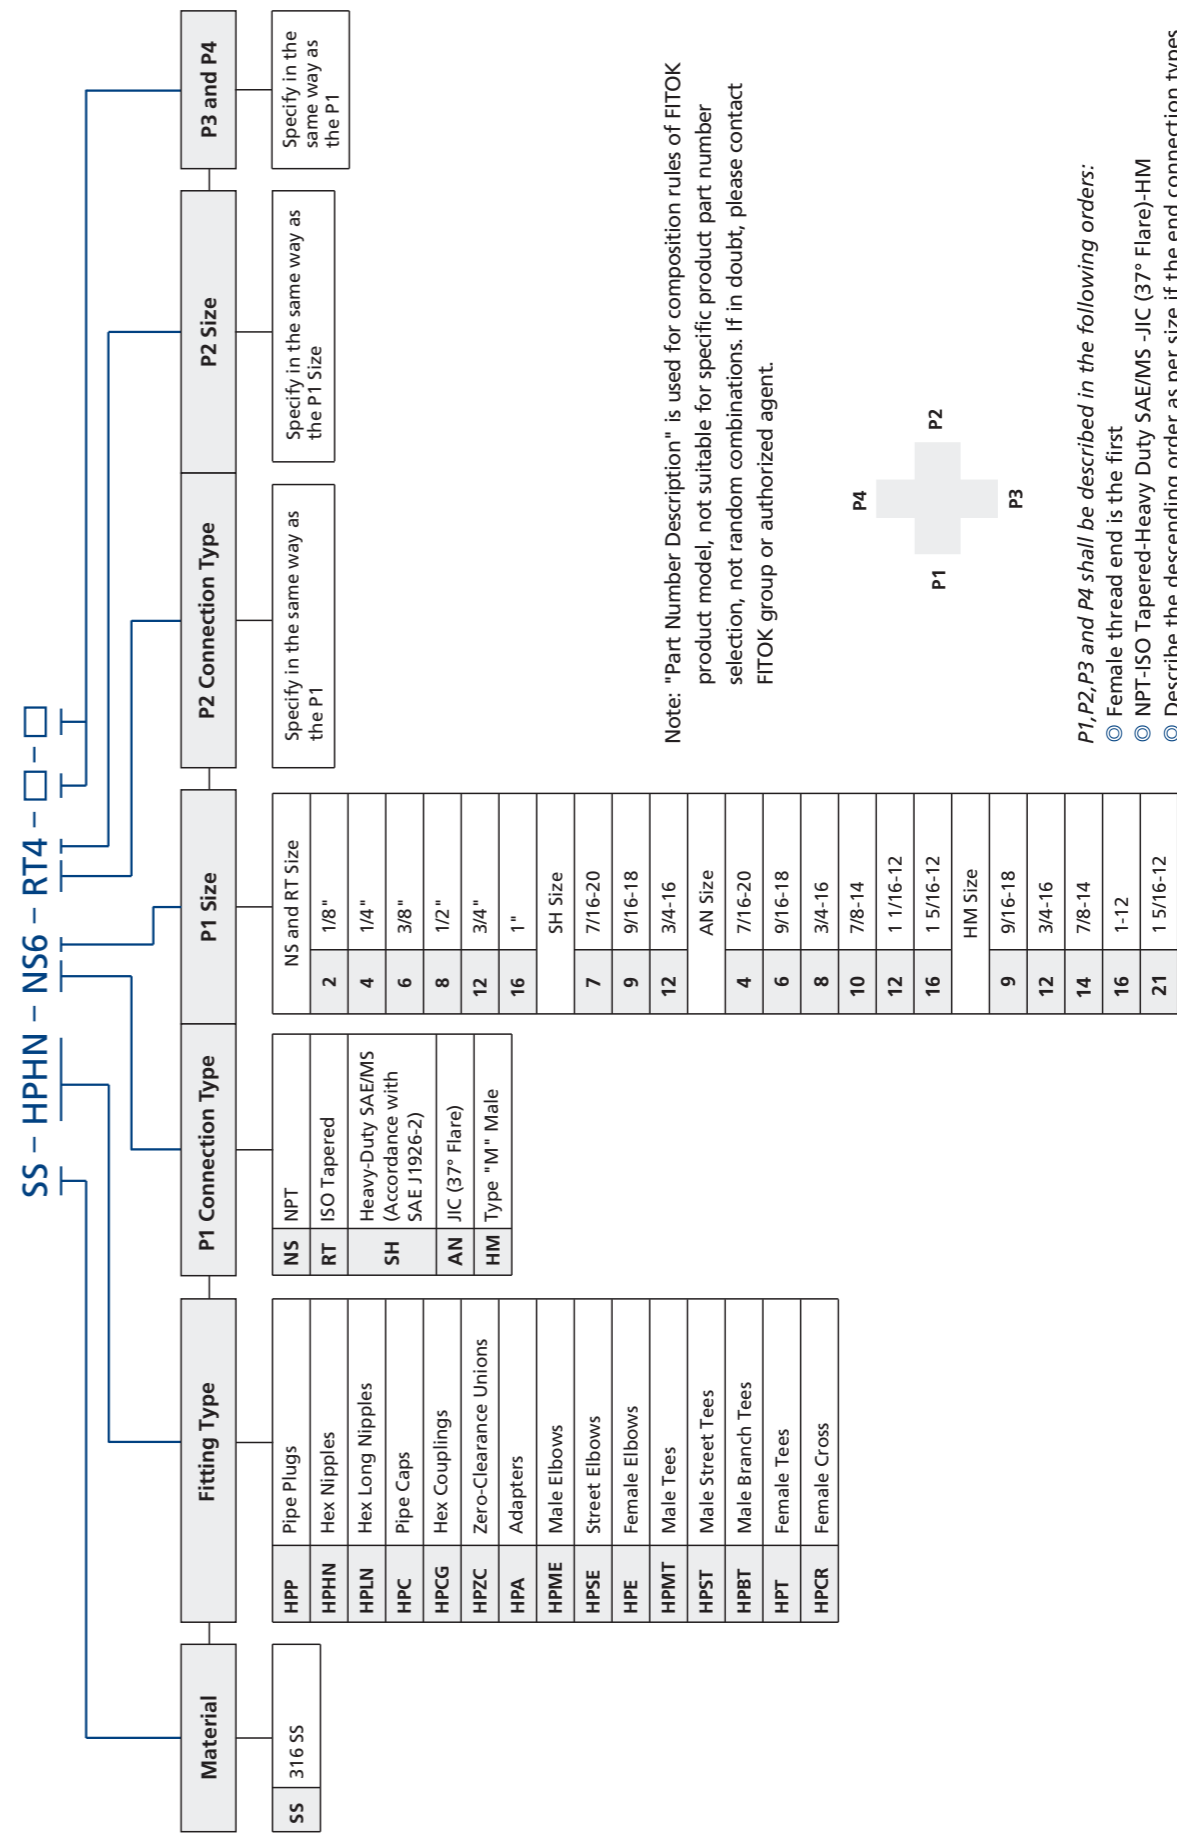 SS – HPHN – NS6 – RT4 – □ – □
Material
SS 316 SS
Fitting Type
HPP Pipe Plugs
HPHN Hex Nipples
HPLN Hex Long Nipples
HPC Pipe Caps
HPCG Hex Couplings
HPZC Zero-Clearance Unions
HPA Adapters
HPME Male Elbows
HPSE Street Elbows
HPE Female Elbows
HPMT Male Tees
HPST Male Street Tees
HPBT Male Branch Tees
HPT Female Tees
HPCR Female Cross
P1 Connection Type
NS NPT
RT ISO Tapered
SH Heavy-Duty SAE/MS
(Accordance with
SAE J1926-2)
AN JIC (37° Flare)
HM Type "M" Male
P1 Size
NS and RT Size
2 1/8"
4 1/4"
6 3/8"
8 1/2"
12 3/4"
16 1"
SH Size
7 7/16-20
9 9/16-18
12 3/4-16
AN Size
4 7/16-20
6 9/16-18
8 3/4-16
10 7/8-14
12 1 1/16-12
16 1 5/16-12
HM Size
9 9/16-18
12 3/4-16
14 7/8-14
16 1-12
21 1 5/16-12
P2 Connection Type
Specify in the same way as
the P1
P2 Size
Specify in the same way as
the P1 Size
P3 and P4
Specify in the
same way as
the P1
Note: "Part Number Description" is used for composition rules of FITOK
product model, not suitable for specific product part number
selection, not random combinations. If in doubt, please contact
FITOK group or authorized agent.
P4
P1 P2
P3
P1,P2,P3 and P4 shall be described in the following orders:
◎ Female thread end is the first
◎ NPT-ISO Tapered-Heavy Duty SAE/MS -JIC (37° Flare)-HM
◎ Describe the descending order as per size if the end connection types